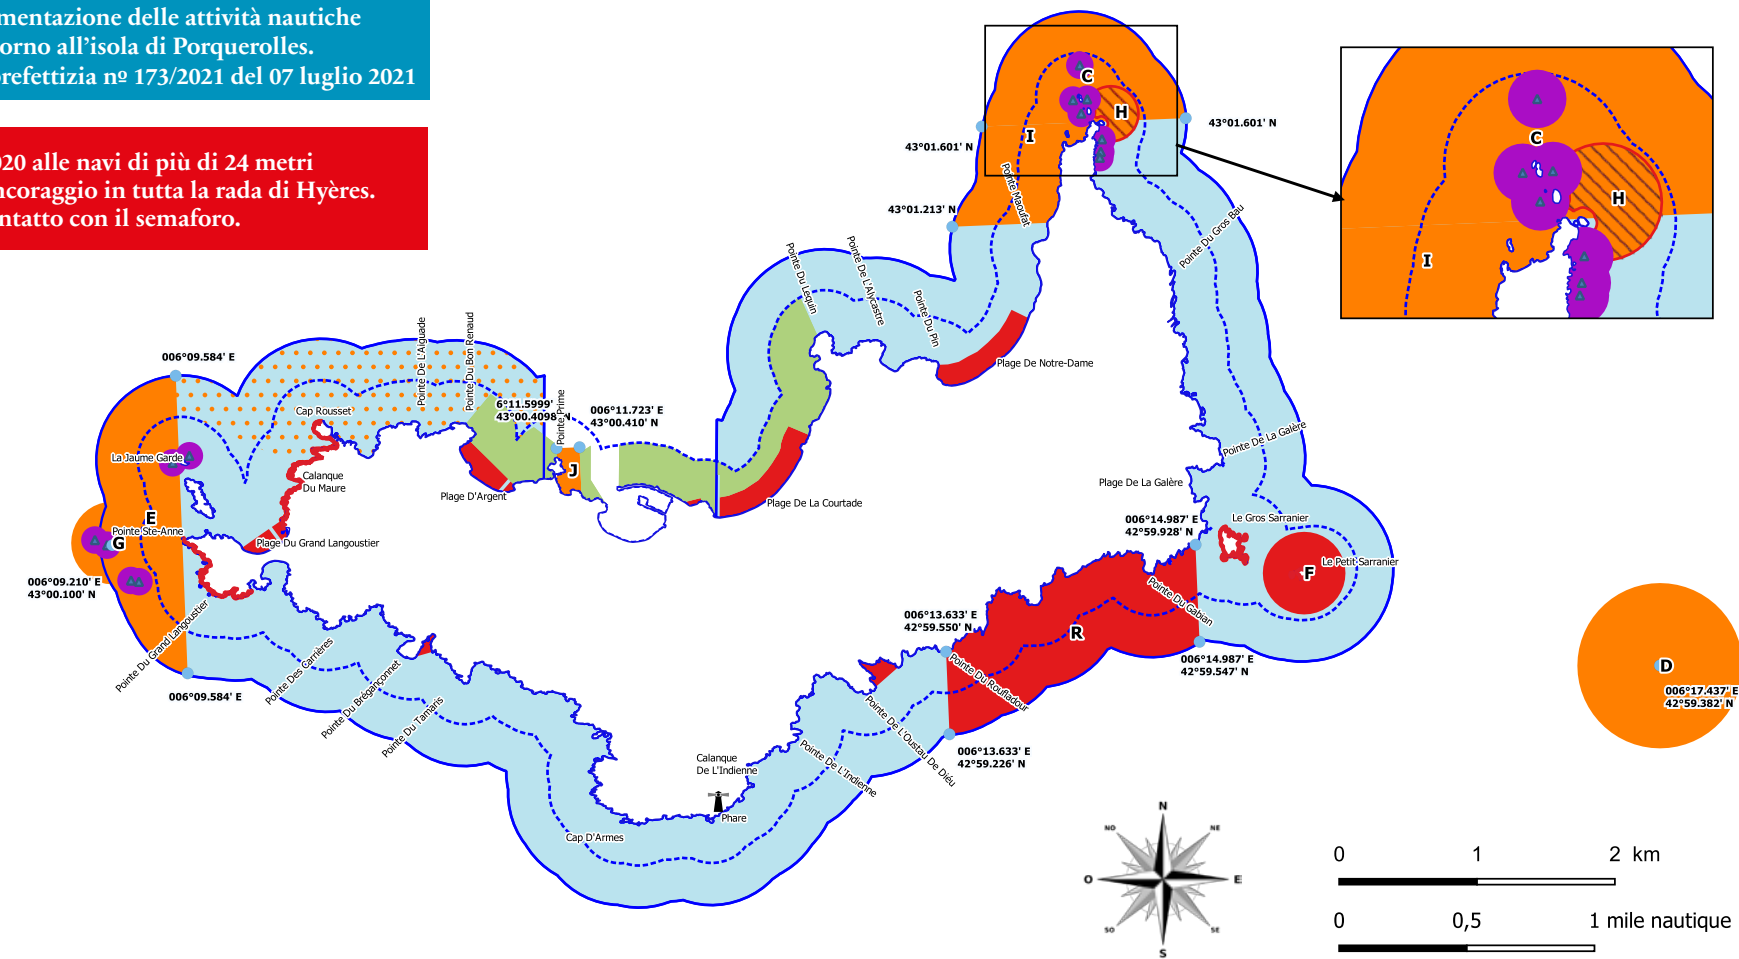 mentazione delle attività nautiche
orno all'isola di Porquerolles.
prefettizia nº 173/2021 del 07 luglio 2021
020 alle navi di più di 24 metri
ncoraggio in tutta la rada di Hyères.
ntatto con il semaforo.
C
H
I
43°01.601' N
43°01.601' N
43°01.213' N
Pointe Maoufat
C
H
I
Pointe Du Gros Bau
Pointe Du Lequin
Pointe De L'Alycastre
Pointe Du Pin
Plage De Notre-Dame
006°09.584' E
Pointe De L'Aiguade
Pointe Du Bon Renaud
Cap Rousset
Pointe Prime
6°11.5999'
43°00.4098' N
006°11.723' E
43°00.410' N
J
La Jaume Garde
Calanque
Du Maure
Plage D'Argent
Plage De La Courtade
E
Pointe Ste-Anne
G
Plage Du Grand Langoustier
006°09.210' E
43°00.100' N
Pointe Du Grand Langoustier
006°09.584' E
Pointe Des Carrières
Pointe Du Brégançonnet
Pointe Du Tamaris
Pointe De La Galère
Plage De La Galère
006°14.987' E
42°59.928' N
Le Gros Sarranier
Le Petit Sarranier
F
Pointe Du Gabian
006°13.633' E
42°59.550' N
R
006°14.987' E
42°59.547' N
D
006°17.437' E
42°59.382' N
Pointe Du Roufladour
Pointe De L'Oustau De Diéu
006°13.633' E
42°59.226' N
Pointe De L'Indienne
Calanque
De L'Indienne
Phare
Cap D'Armes
N
NO
NE
O
E
SO
SE
S
0 1 2 km
0 0,5 1 mile nautique